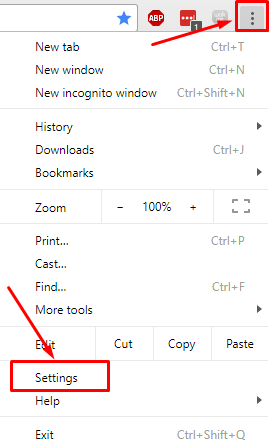 ABP 1
New tab Ctrl+T
New window Ctrl+N
New incognito window Ctrl+Shift+N
History
Downloads Ctrl+J
Bookmarks
Zoom − 100% +
Print... Ctrl+P
Cast...
Find... Ctrl+F
More tools
Edit Cut Copy Paste
Settings
Help
Exit Ctrl+Shift+Q